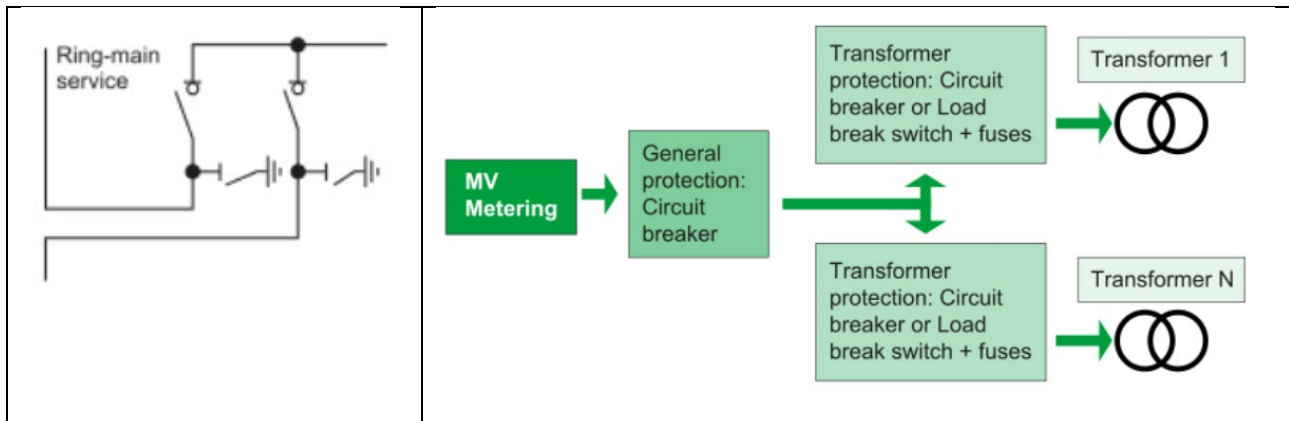 Ring-main
service
MV
Metering
General
protection:
Circuit
breaker
Transformer
protection: Circuit
breaker or Load
break switch + fuses
Transformer 1
Transformer
protection: Circuit
breaker or Load
break switch + fuses
Transformer N